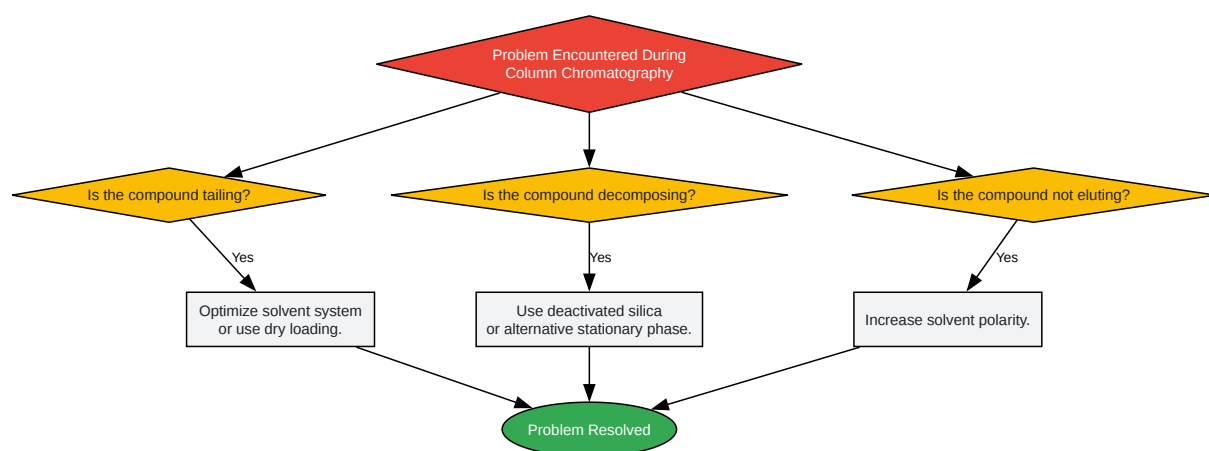 Problem Encountered During
Column Chromatography
Is the compound tailing?
Is the compound decomposing?
Is the compound not eluting?
Yes
Yes
Yes
Optimize solvent system
or use dry loading.
Use deactivated silica
or alternative stationary phase.
Increase solvent polarity.
Problem Resolved